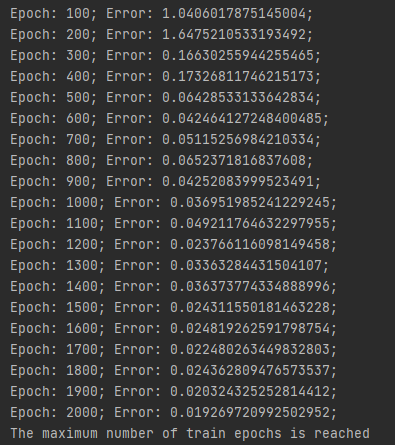 Epoch: 100; Error: 1.0406017875145004;
Epoch: 200; Error: 1.6475210533193492;
Epoch: 300; Error: 0.16630255944255465;
Epoch: 400; Error: 0.17326811746215173;
Epoch: 500; Error: 0.06428533133642834;
Epoch: 600; Error: 0.042464127248400485;
Epoch: 700; Error: 0.05115256984210334;
Epoch: 800; Error: 0.0652371816837608;
Epoch: 900; Error: 0.04252083999523491;
Epoch: 1000; Error: 0.036951985241229245;
Epoch: 1100; Error: 0.049211764632297955;
Epoch: 1200; Error: 0.023766116098149458;
Epoch: 1300; Error: 0.03363284431504107;
Epoch: 1400; Error: 0.036373774334888996;
Epoch: 1500; Error: 0.024311550181463228;
Epoch: 1600; Error: 0.024819262591798754;
Epoch: 1700; Error: 0.022480263449832803;
Epoch: 1800; Error: 0.024362809476573537;
Epoch: 1900; Error: 0.020324325252814412;
Epoch: 2000; Error: 0.019269720992502952;
The maximum number of train epochs is reached